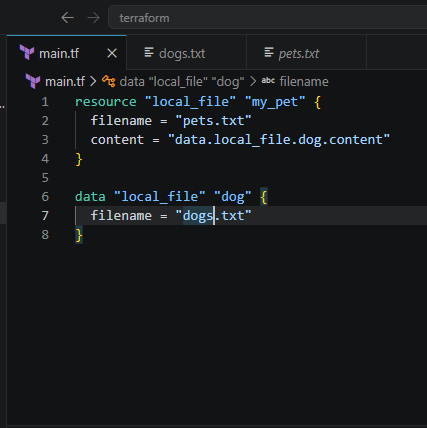 terraform
main.tf
dogs.txt
pets.txt
main.tf > data "local_file" "dog" > abc filename
1 resource "local_file" "my_pet" {
2 filename = "pets.txt"
3 content = "data.local_file.dog.content"
4 }
5
6 data "local_file" "dog" {
7 filename = "dogs.txt"
8 }